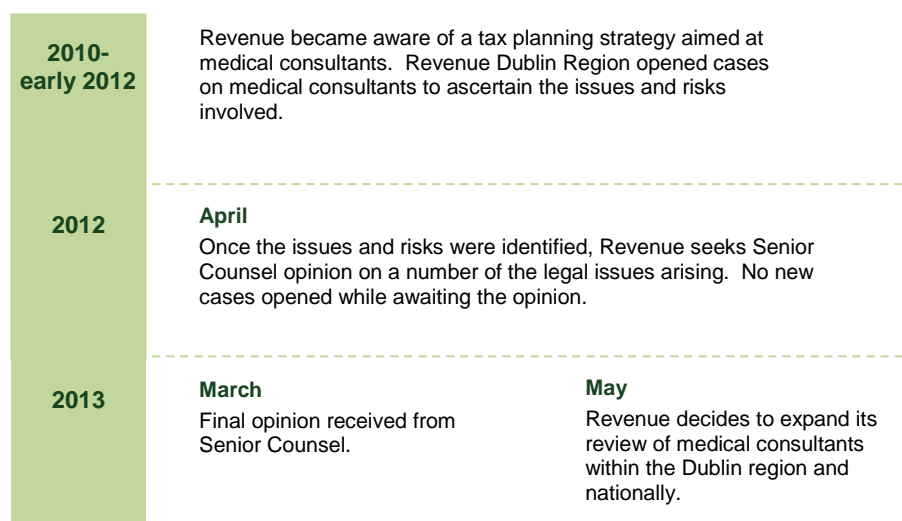 2010-
early 2012
Revenue became aware of a tax planning strategy aimed at
medical consultants.  Revenue Dublin Region opened cases
on medical consultants to ascertain the issues and risks
involved.
2012
April
Once the issues and risks were identified, Revenue seeks Senior
Counsel opinion on a number of the legal issues arising.  No new
cases opened while awaiting the opinion.
2013
March
Final opinion received from
Senior Counsel.
May
Revenue decides to expand its
review of medical consultants
within the Dublin region and
nationally.